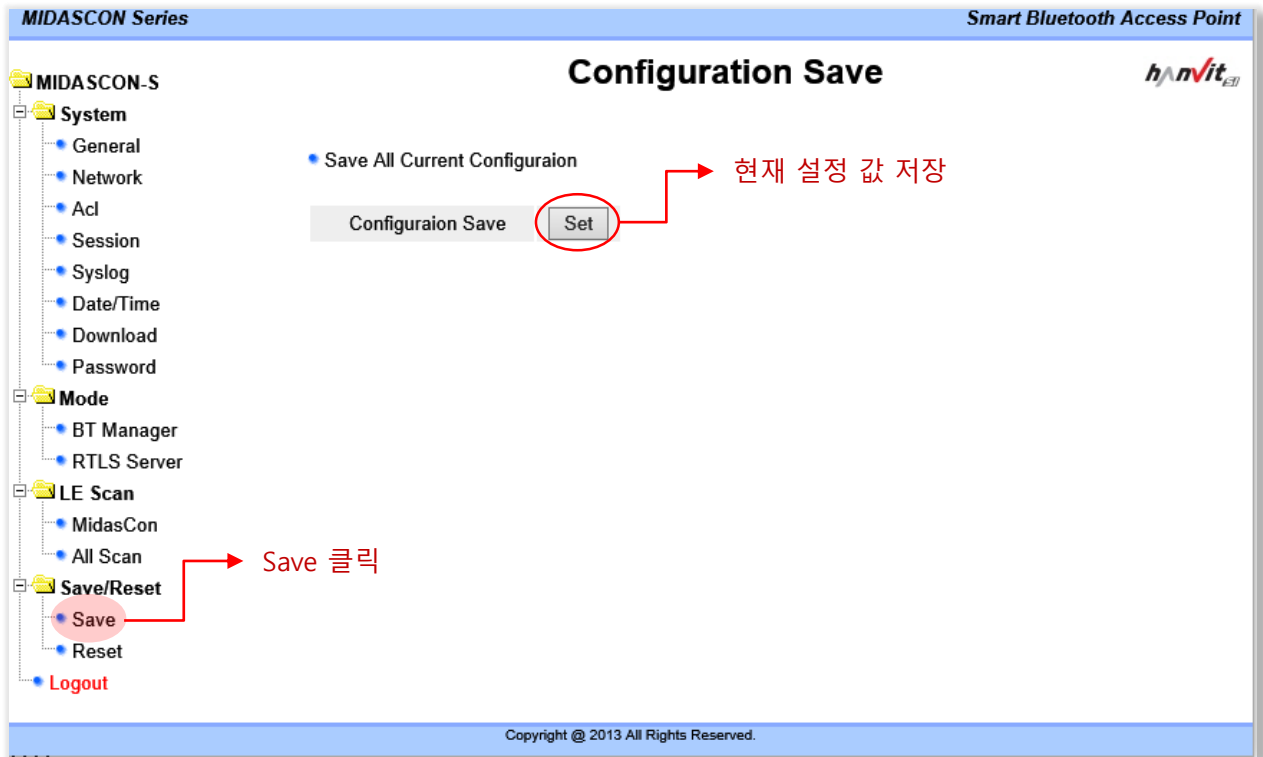 MIDASCON Series
Smart Bluetooth Access Point
Configuration Save
hanvit SI
MIDASCON-S
System
General
Network
Acl
Session
Syslog
Date/Time
Download
Password
Mode
BT Manager
RTLS Server
LE Scan
MidasCon
All Scan
Save/Reset
Save
Reset
Logout
Save All Current Configuraion
현재 설정 값 저장
Configuraion Save
Set
Save 클릭
Copyright @ 2013 All Rights Reserved.